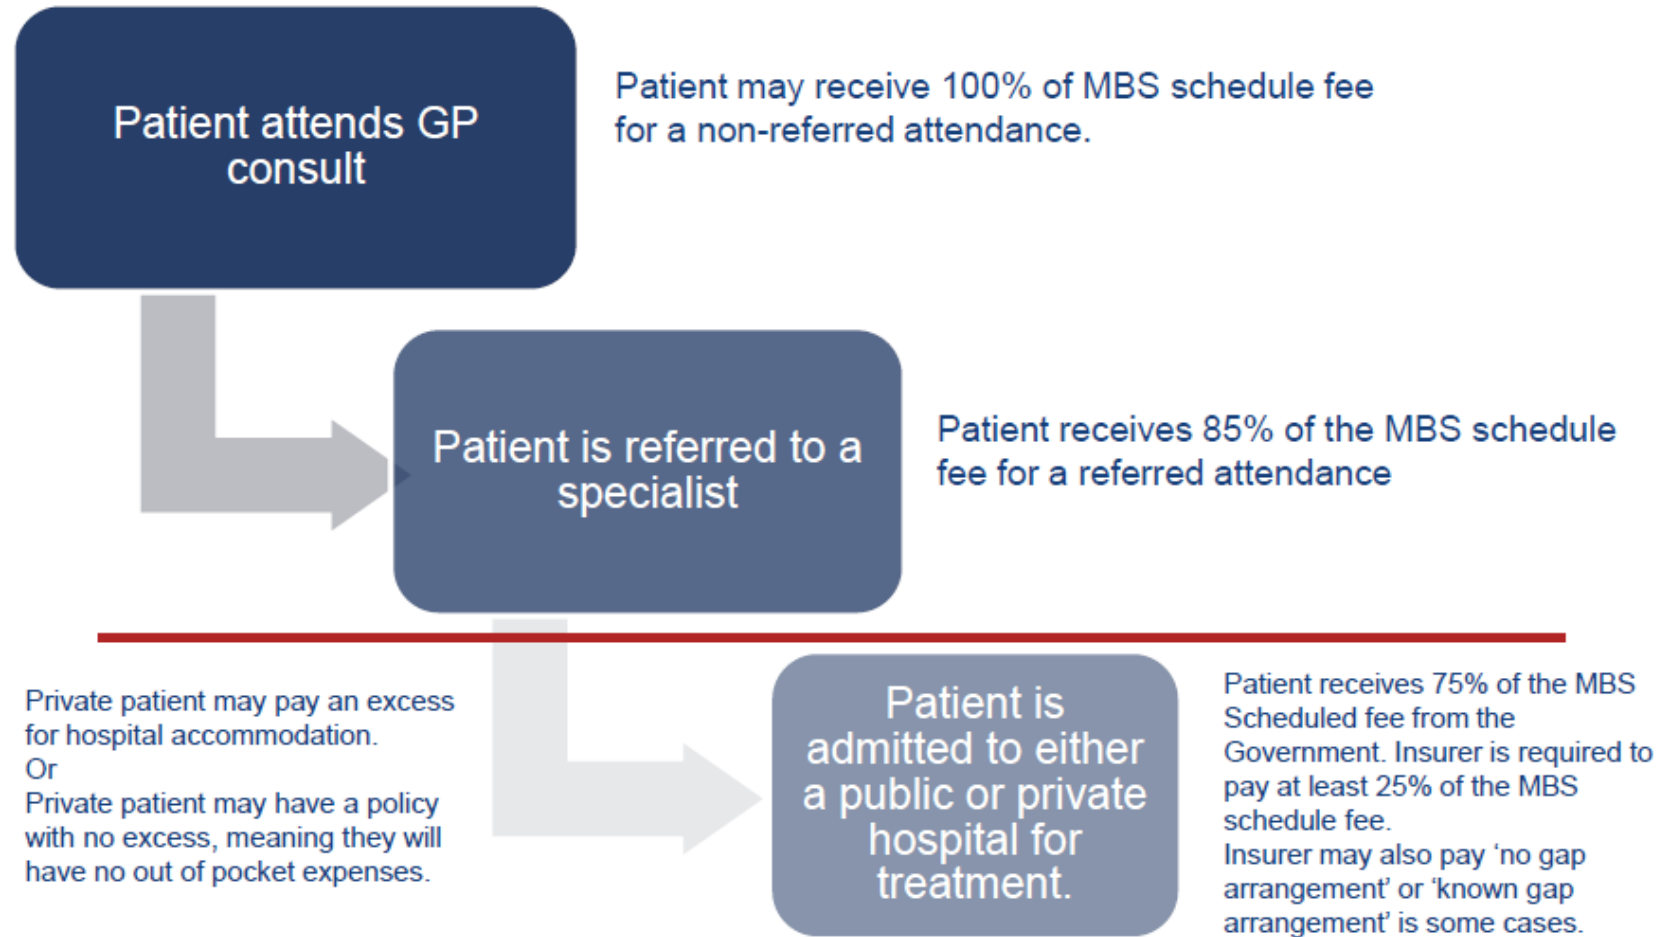 Patient attends GP
consult
Patient may receive 100% of MBS schedule fee
for a non-referred attendance.
Patient is referred to a
specialist
Patient receives 85% of the MBS schedule
fee for a referred attendance
Private patient may pay an excess
for hospital accommodation.
Or
Private patient may have a policy
with no excess, meaning they will
have no out of pocket expenses.
Patient is
admitted to either
a public or private
hospital for
treatment.
Patient receives 75% of the MBS
Scheduled fee from the
Government. Insurer is required to
pay at least 25% of the MBS
schedule fee.
Insurer may also pay ‘no gap
arrangement’ or ‘known gap
arrangement’ is some cases.